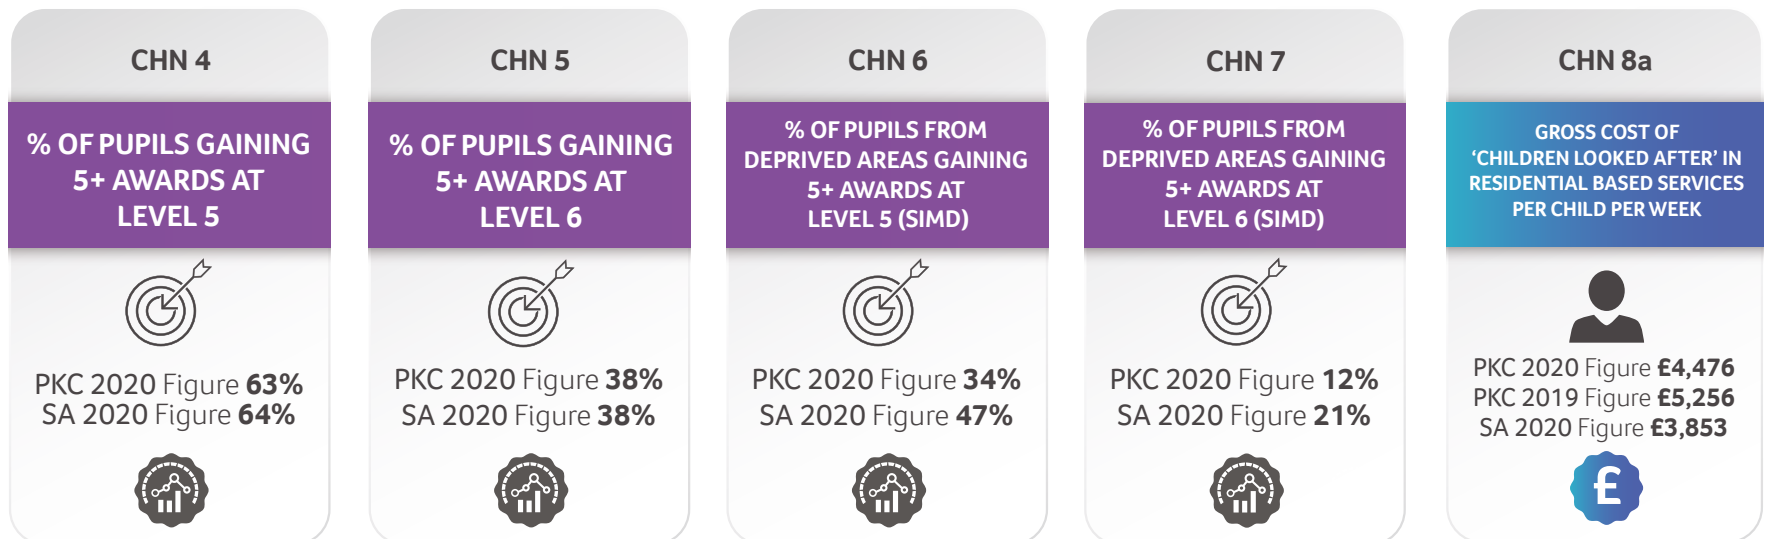 CHN 4
% OF PUPILS GAINING
5+ AWARDS AT
LEVEL 5
PKC 2020 Figure 63%
SA 2020 Figure 64%
CHN 5
% OF PUPILS GAINING
5+ AWARDS AT
LEVEL 6
PKC 2020 Figure 38%
SA 2020 Figure 38%
CHN 6
% OF PUPILS FROM
DEPRIVED AREAS GAINING
5+ AWARDS AT
LEVEL 5 (SIMD)
PKC 2020 Figure 34%
SA 2020 Figure 47%
CHN 7
% OF PUPILS FROM
DEPRIVED AREAS GAINING
5+ AWARDS AT
LEVEL 6 (SIMD)
PKC 2020 Figure 12%
SA 2020 Figure 21%
CHN 8a
GROSS COST OF
‘CHILDREN LOOKED AFTER’ IN
RESIDENTIAL BASED SERVICES
PER CHILD PER WEEK
PKC 2020 Figure £4,476
PKC 2019 Figure £5,256
SA 2020 Figure £3,853
£